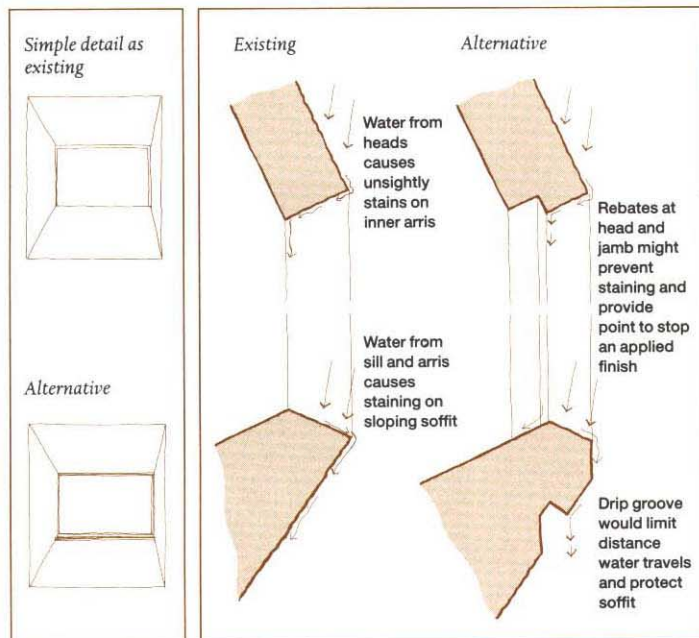 Simple detail as
existing
Alternative
Existing
Alternative
Water from
heads
causes
unsightly
stains on
inner arris
Rebates at
head and
jamb might
prevent
staining and
provide
point to stop
an applied
finish
Water from
sill and arris
causes
staining on
sloping soffit
Drip groove
would limit
distance
water travels
and protect
soffit